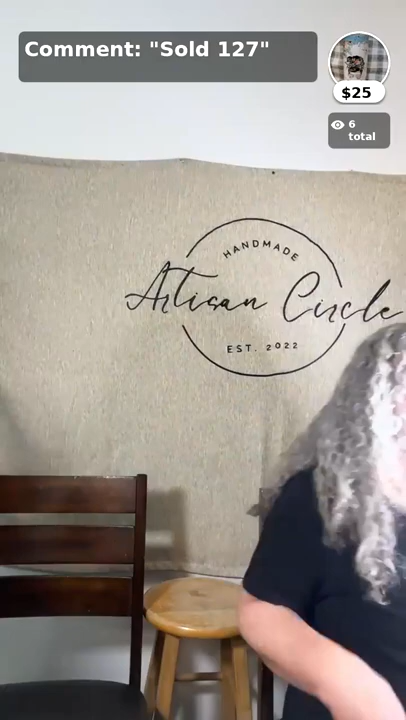 Comment: "Sold 127"
$25
6
total
HANDMADE
Artisan Circle
EST. 2022